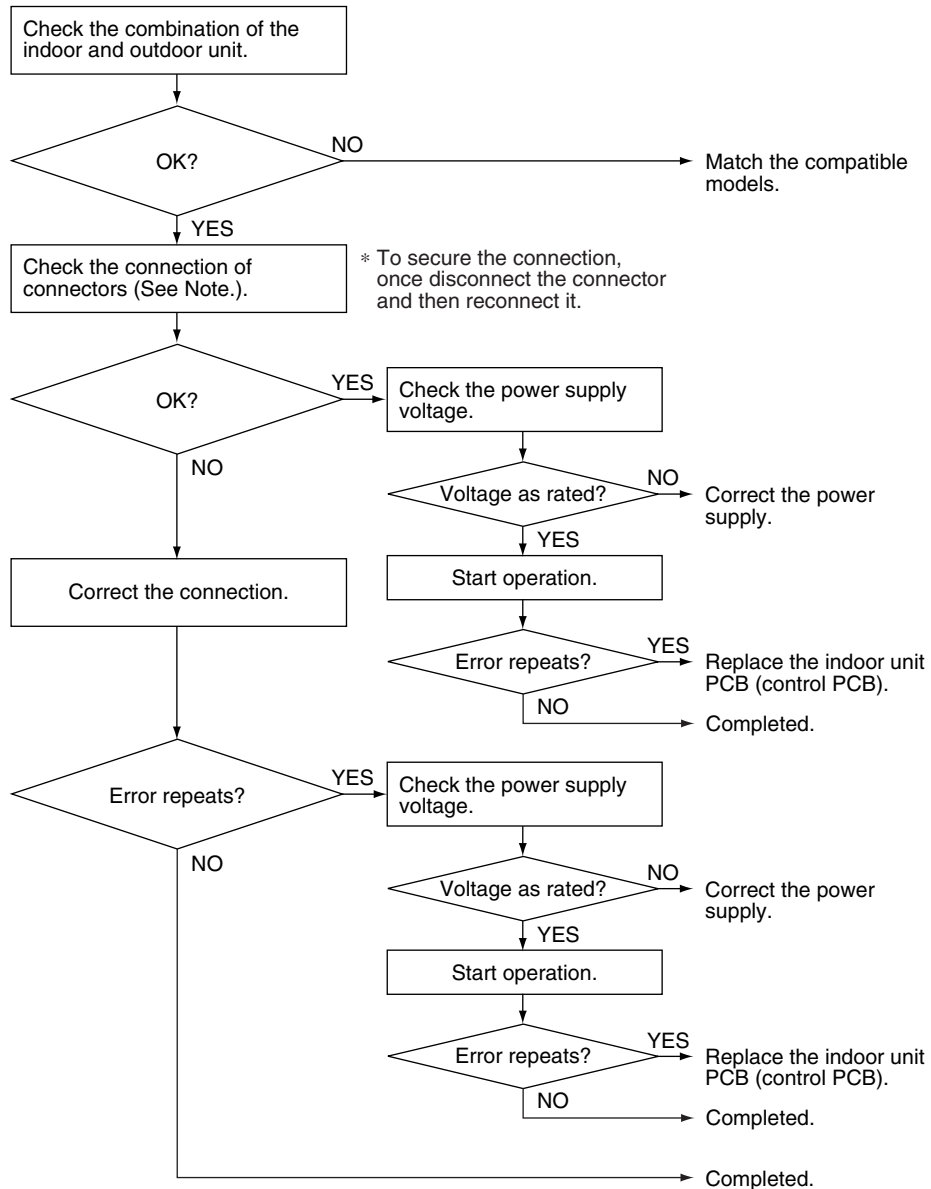 Check the combination of the
indoor and outdoor unit.
OK?
NO
Match the compatible
models.
YES
Check the connection of
connectors (See Note.).
* To secure the connection,
once disconnect the connector
and then reconnect it.
OK?
YES
Check the power supply
voltage.
NO
Voltage as rated?
NO
Correct the power
supply.
YES
Start operation.
Correct the connection.
Error repeats?
YES
Replace the indoor unit
PCB (control PCB).
NO
Completed.
Error repeats?
YES
Check the power supply
voltage.
NO
Voltage as rated?
NO
Correct the power
supply.
YES
Start operation.
Error repeats?
YES
Replace the indoor unit
PCB (control PCB).
NO
Completed.
Completed.